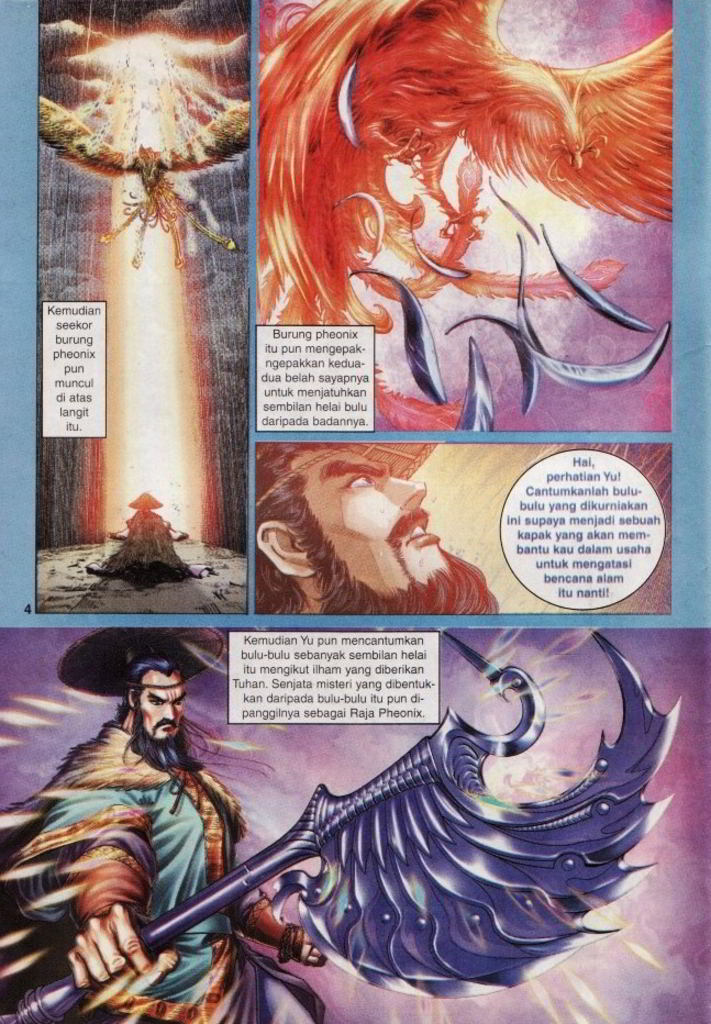 Kemudian
seekor
burung
pheonix
pun
muncul
di atas
langit
itu.
Burung pheonix
itu pun mengepak-
ngepakkan kedua-
dua belah sayapnya
untuk menjatuhkan
sembilan helai bulu
daripada badannya.
Hai,
perhatian Yu!
Cantumkanlah bulu-
bulu yang dikurniakan
ini supaya menjadi sebuah
kapak yang akan mem-
bantu kau dalam usaha
untuk mengatasi
bencana alam
itu nanti!
4
Kemudian Yu pun mencantumkan
bulu-bulu sebanyak sembilan helai
itu mengikut ilham yang diberikan
Tuhan. Senjata misteri yang dibentuk-
kan daripada bulu-bulu itu pun di-
panggilnya sebagai Raja Pheonix.